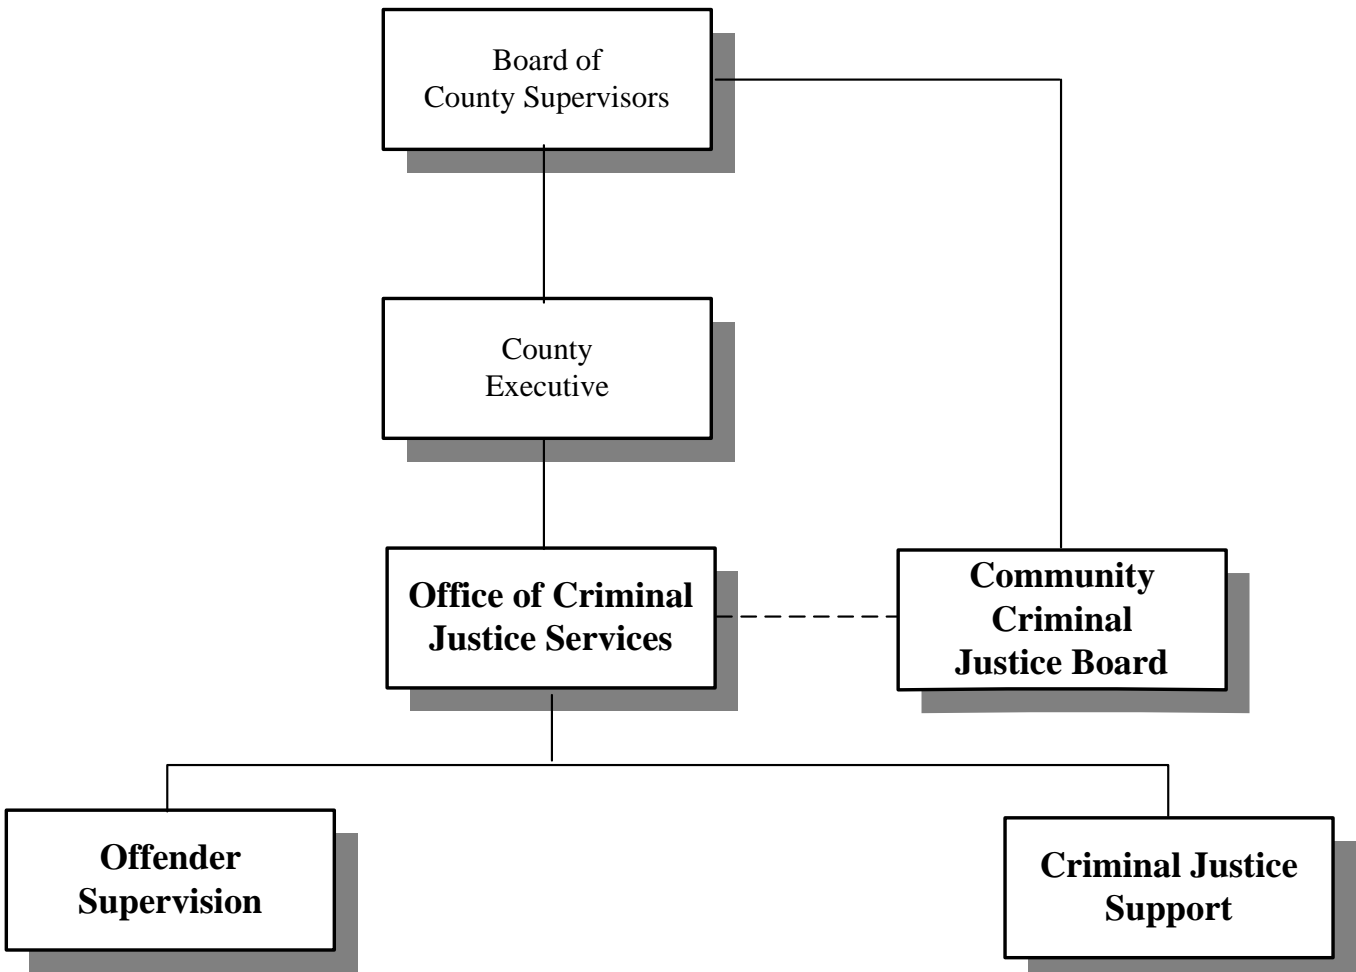 Board of
County Supervisors
County
Executive
Office of Criminal
Justice Services
Community
Criminal
Justice Board
Offender
Supervision
Criminal Justice
Support